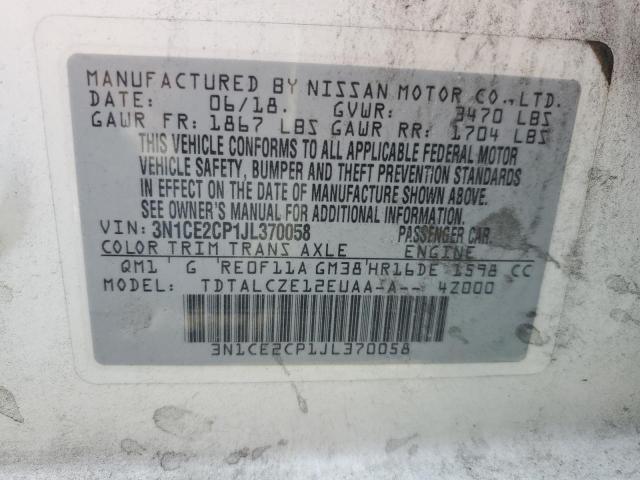 MANUFACTURED BY NISSAN MOTOR CO.,LTD.
DATE: 06/18. GVWR: 3470 LBS
GAWR FR: 1867 LBS GAWR RR: 1704 LBS
THIS VEHICLE CONFORMS TO ALL APPLICABLE FEDERAL MOTOR
VEHICLE SAFETY, BUMPER AND THEFT PREVENTION STANDARDS
IN EFFECT ON THE DATE OF MANUFACTURE SHOWN ABOVE.
SEE OWNER'S MANUAL FOR ADDITIONAL INFORMATION.
VIN: 3N1CE2CP1JL370058 PASSENGER CAR.
COLOR TRIM TRANS AXLE ENGINE
QM1 ' G 'RE0F11A GM38'HR16DE 1598 CC
MODEL: TDTALCZE12EUAA-A-- 4Z000
3N1CE2CP1JL370058